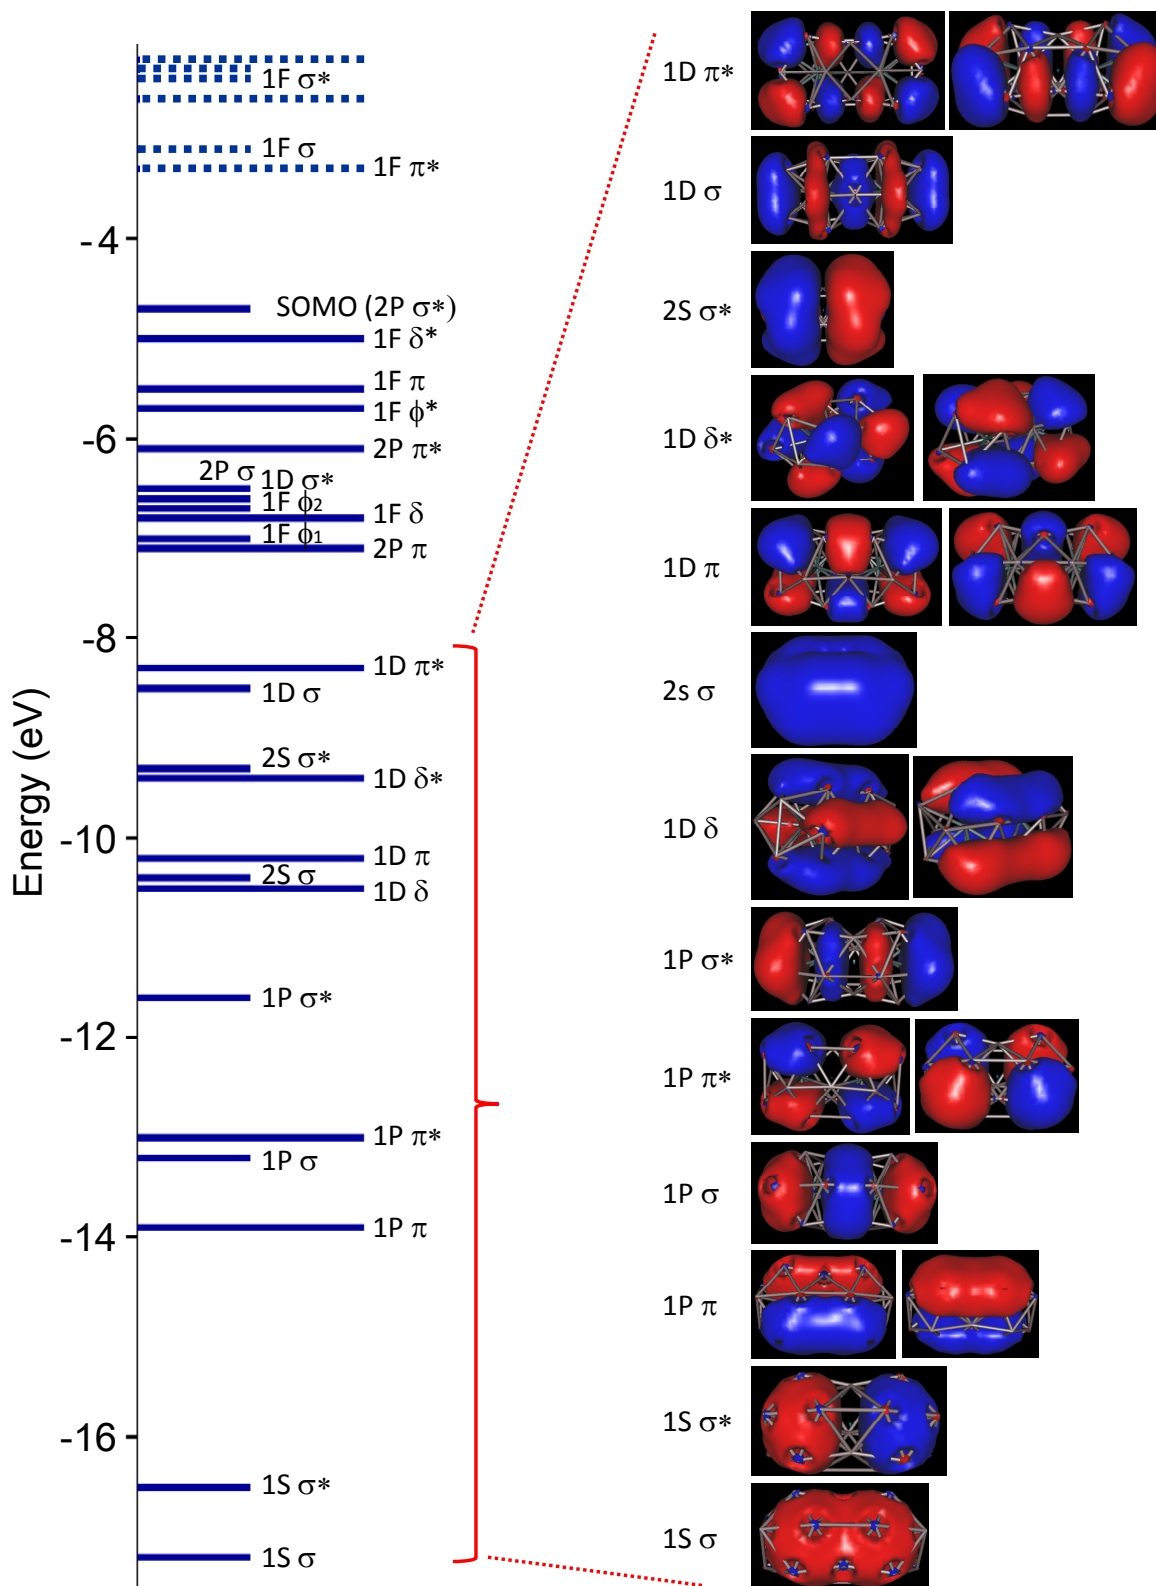 1F σ*
1F σ
1F π*
-4
SOMO (2P σ*)
1F δ*
1F π
1F ϕ*
-6
2P π*
2P σ
1D σ*
1F ϕ2
1F δ
1F ϕ1
2P π
-8
1D π*
1D σ
2S σ*
1D δ*
-10
1D π
2S σ
1D δ
1P σ*
-12
1P π*
1P σ
-14
1P π
-16
1S σ*
1S σ
Energy (eV)
1D π*
1D σ
2S σ*
1D δ*
1D π
2s σ
1D δ
1P σ*
1P π*
1P σ
1P π
1S σ*
1S σ